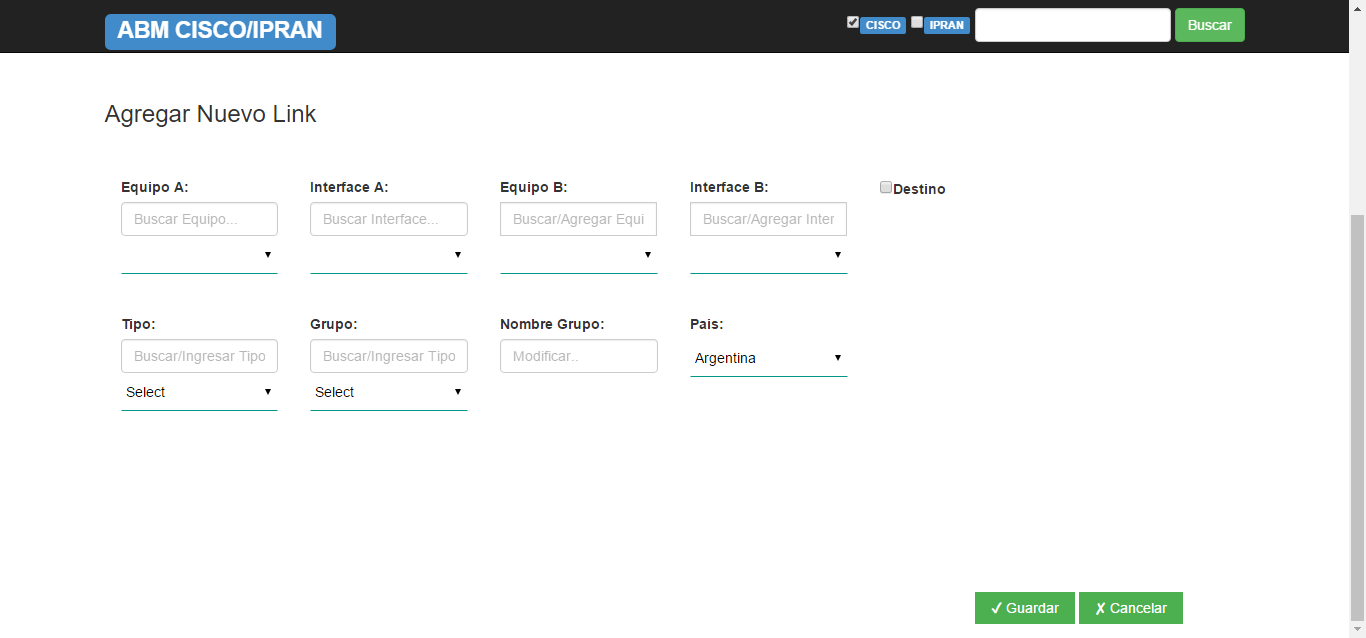 ABM CISCO/IPRAN
CISCO IPRAN Buscar
Agregar Nuevo Link
Equipo A: Interface A: Equipo B: Interface B: Destino
Buscar Equipo... Buscar Interface... Buscar/Agregar Equi Buscar/Agregar Inter
Tipo: Grupo: Nombre Grupo: Pais:
Buscar/Ingresar Tipo Buscar/Ingresar Tipo Modificar.. Argentina
Select Select
✓ Guardar ✗ Cancelar